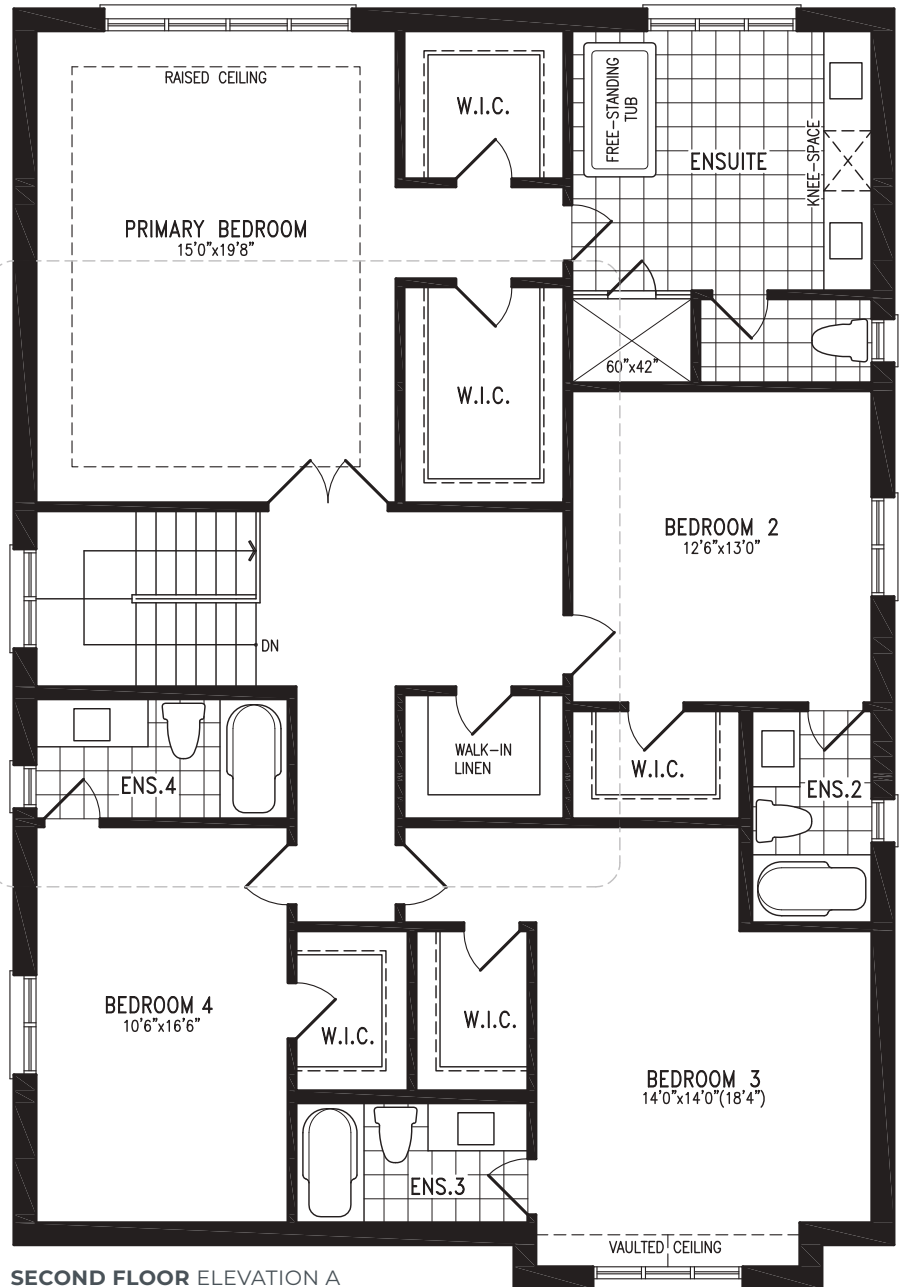 RAISED CEILING
W.I.C.
FREE-STANDING
TUB
ENSUITE
KNEE-SPACE
PRIMARY BEDROOM
15'0"x19'8"
60"x42"
W.I.C.
BEDROOM 2
12'6"x13'0"
DN
WALK-IN
LINEN
W.I.C.
ENS.4
ENS.2
BEDROOM 4
10'6"x16'6"
W.I.C.
W.I.C.
BEDROOM 3
14'0"x14'0"(18'4")
ENS.3
VAULTED CEILING
SECOND FLOOR ELEVATION A